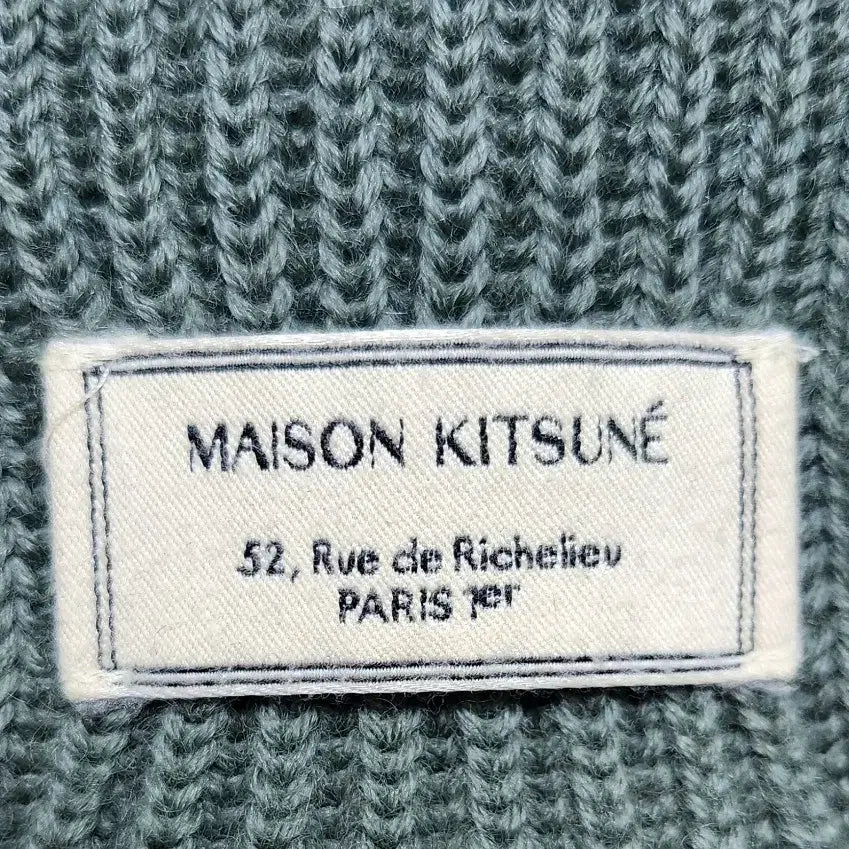 MAISON KITSUNÉ
52, Rue de Richelieu
PARIS 1er